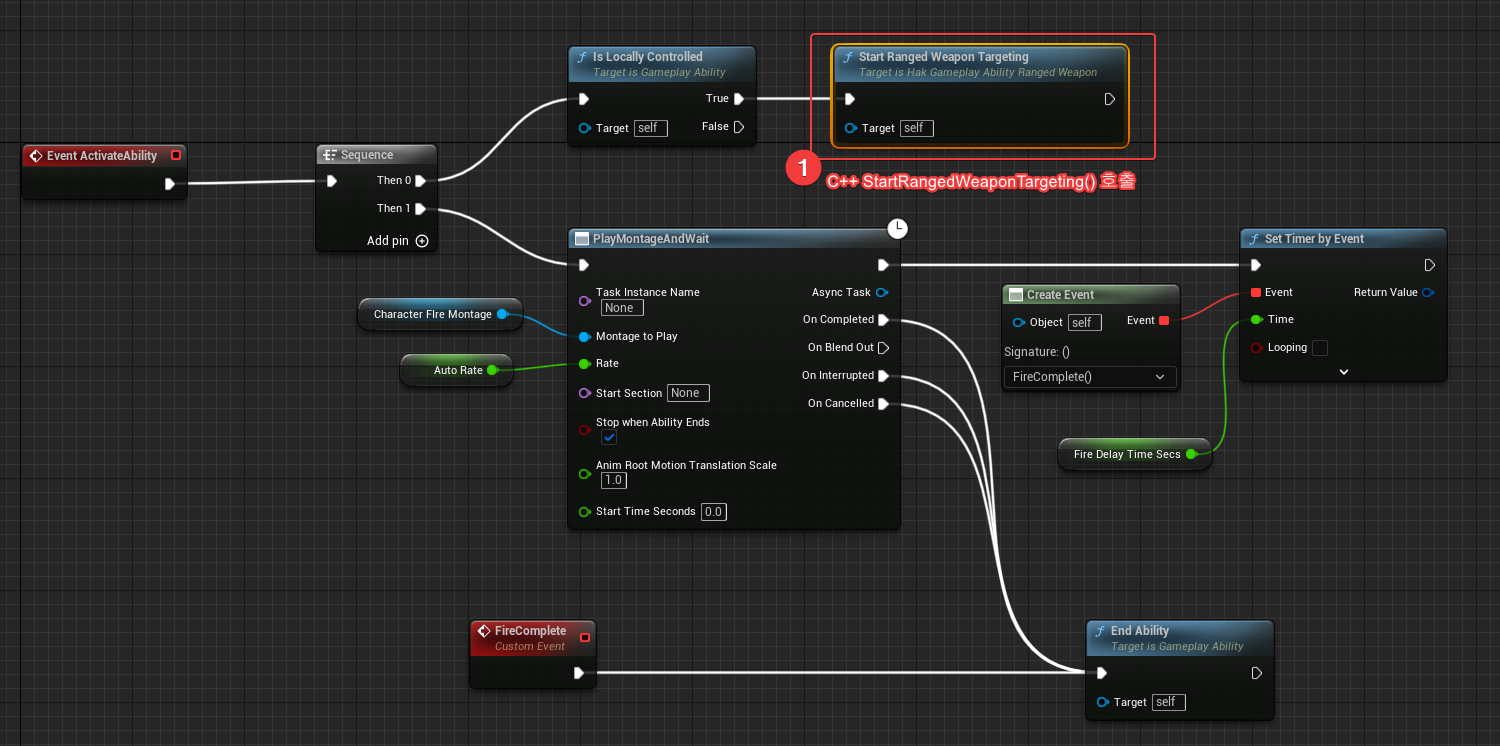 Is Locally Controlled
Target is Gameplay Ability
True
Target self
False
Start Ranged Weapon Targeting
Target is Hak Gameplay Ability Ranged Weapon
Target self
1
C++ StartRangedWeaponTargeting() 호출
Event ActivateAbility
Sequence
Then 0
Then 1
Add pin
PlayMontageAndWait
Task Instance Name
None
Async Task
On Completed
Montage to Play
On Blend Out
Rate
On Interrupted
Start Section None
On Cancelled
Stop when Ability Ends
Anim Root Motion Translation Scale
1.0
Start Time Seconds 0.0
Character FIre Montage
Auto Rate
Create Event
Object self
Event
Signature: ()
FireComplete()
Set Timer by Event
Event
Return Value
Time
Looping
Fire Delay Time Secs
FireComplete
Custom Event
End Ability
Target is Gameplay Ability
Target self